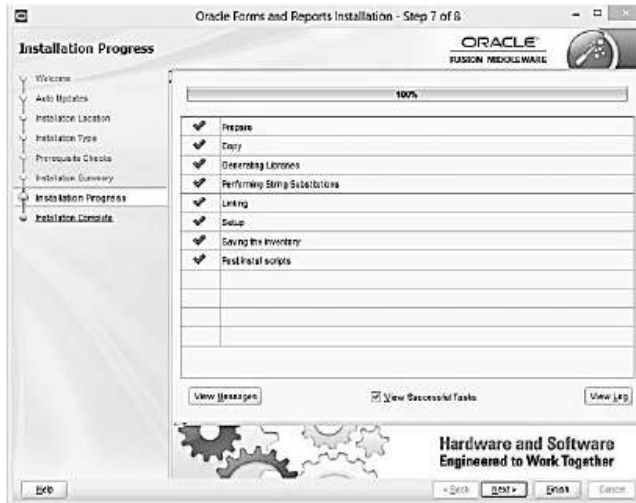 Oracle Forms and Reports Installation - Step 7 of 8
Installation Progress
ORACLE
FUSION MIDDLEWARE
Welcome
Auto Updates
Installation Location
Installation Type
Prerequisite Checks
Installation Summary
Installation Progress
Installation Complete
100%
Prepare
Copy
Generating Libraries
Performing String Substitutions
Linking
Setup
Saving the inventory
Post install scripts
View Messages
View Successful Tasks
View Log
Hardware and Software
Engineered to Work Together
Help
< Back
Next >
Finish
Cancel